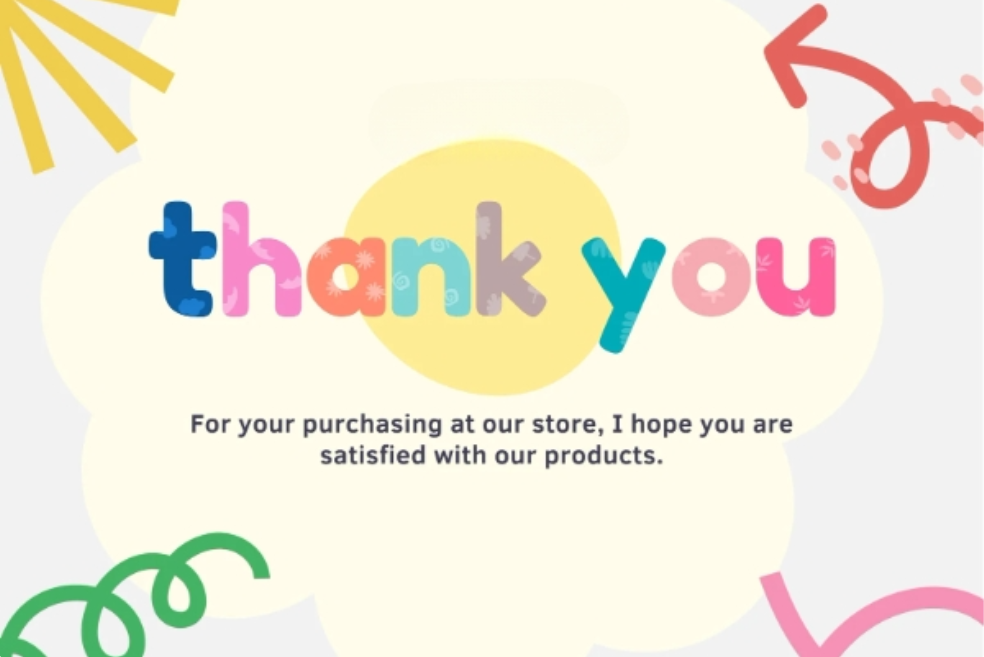 thank you
For your purchasing at our store, I hope you are
satisfied with our products.